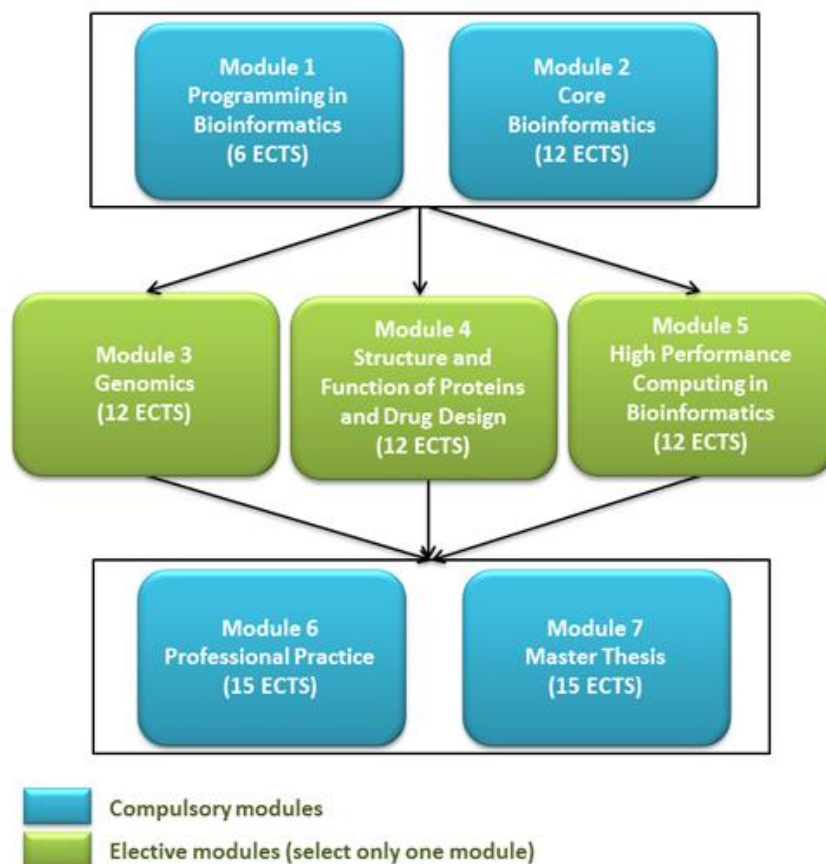 Module 1
Programming in
Bioinformatics
(6 ECTS)
Module 2
Core
Bioinformatics
(12 ECTS)
Module 3
Genomics
(12 ECTS)
Module 4
Structure and
Function of Proteins
and Drug Design
(12 ECTS)
Module 5
High Performance
Computing in
Bioinformatics
(12 ECTS)
Module 6
Professional Practice
(15 ECTS)
Module 7
Master Thesis
(15 ECTS)
Compulsory modules
Elective modules (select only one module)